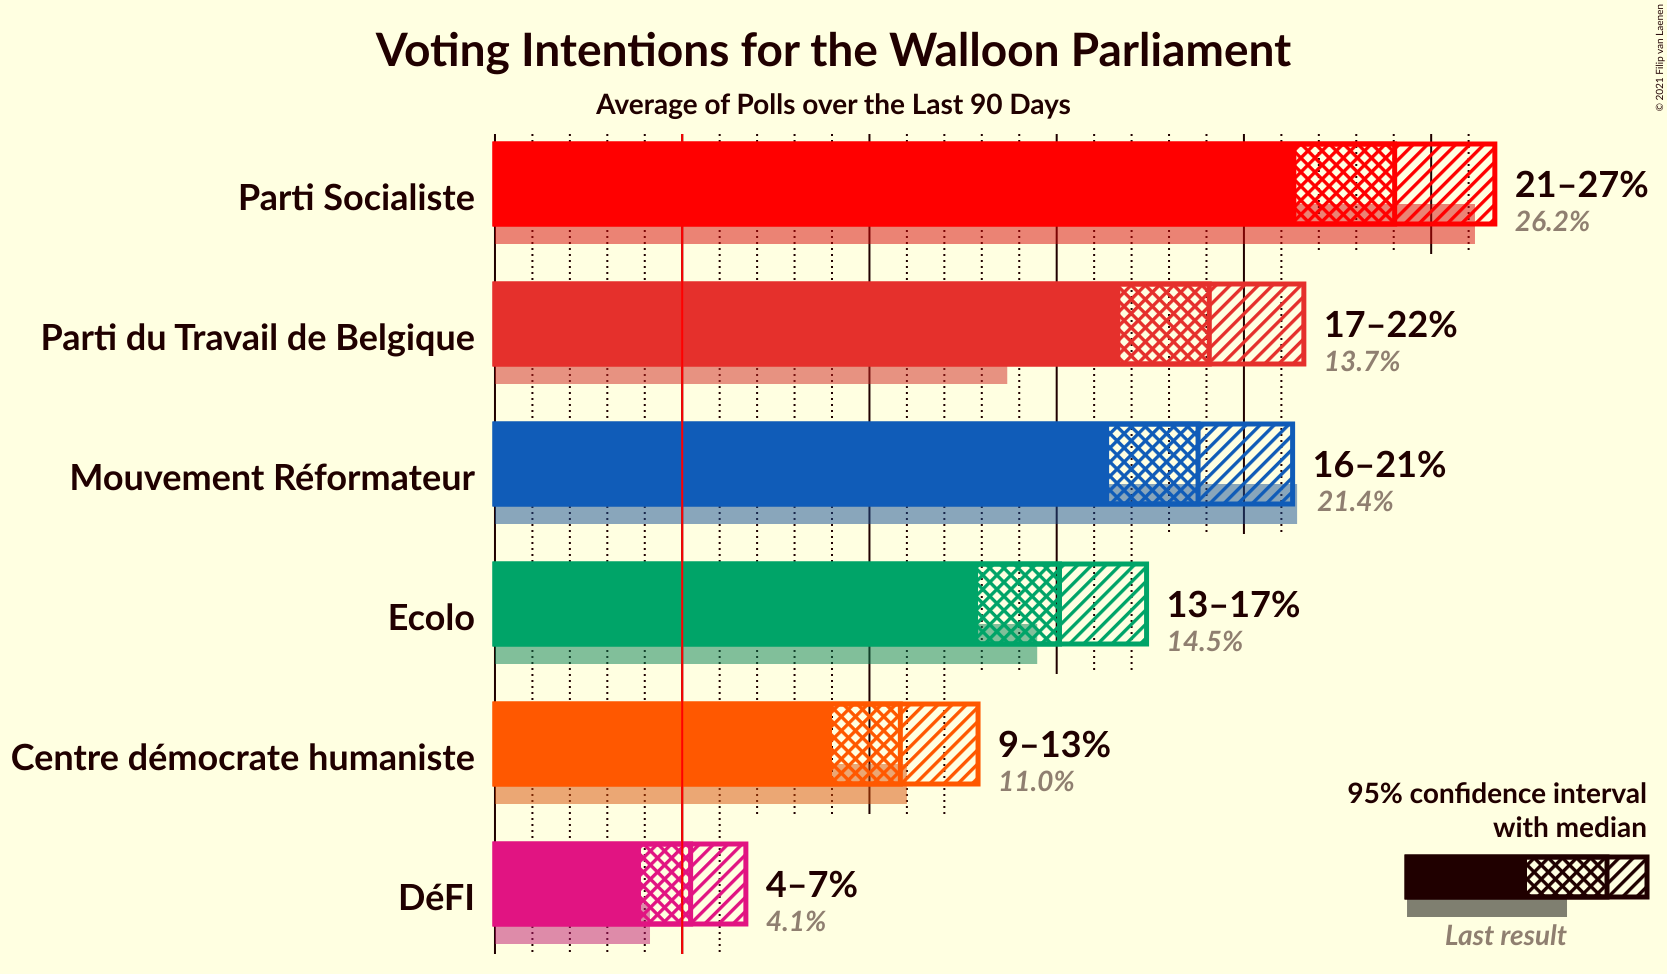 Voting Intentions for the Walloon Parliament
Average of Polls over the Last 90 Days
© 2021 Filip van Laenen
Parti Socialiste
21–27%
26.2%
Parti du Travail de Belgique
17–22%
13.7%
Mouvement Réformateur
16–21%
21.4%
Ecolo
13–17%
14.5%
Centre démocrate humaniste
9–13%
11.0%
DéFI
4–7%
4.1%
95% confidence interval
with median
Last result